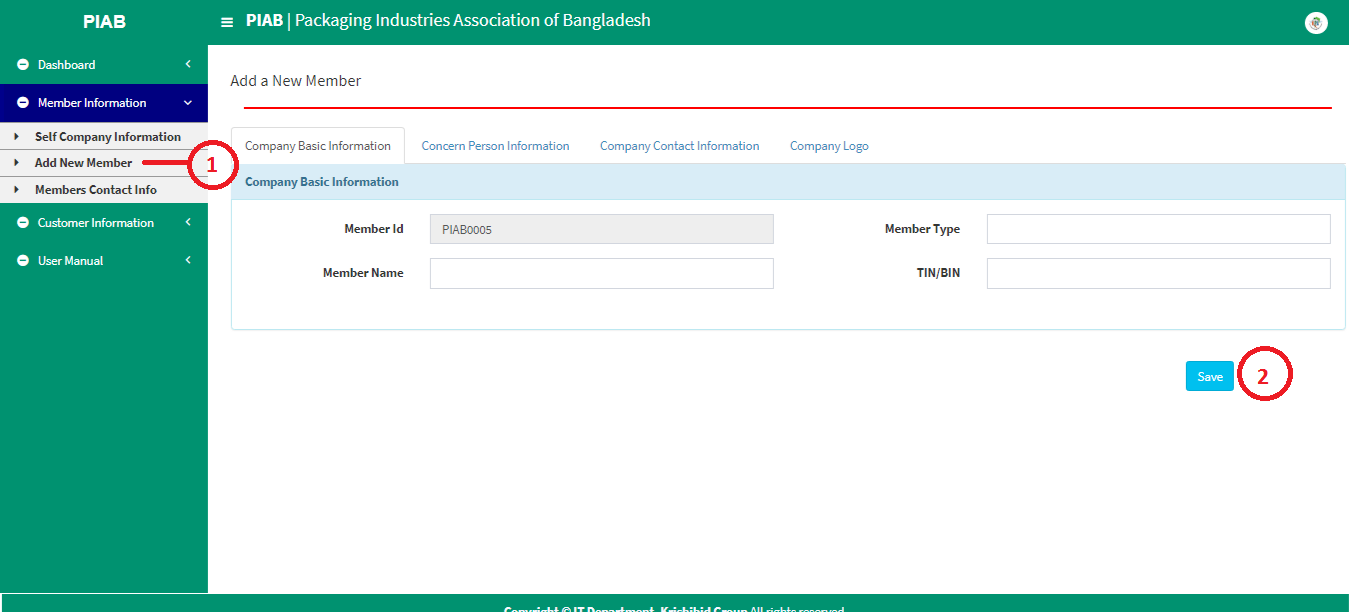 PIAB
PIAB | Packaging Industries Association of Bangladesh
Dashboard
Member Information
Self Company Information
Add New Member
Members Contact Info
Customer Information
User Manual
1
Add a New Member
Company Basic Information Concern Person Information Company Contact Information Company Logo
Company Basic Information
Member Id PIAB0005 Member Type
Member Name TIN/BIN
Save 2
Copyright © IT Department, Krishibid Group All rights reserved